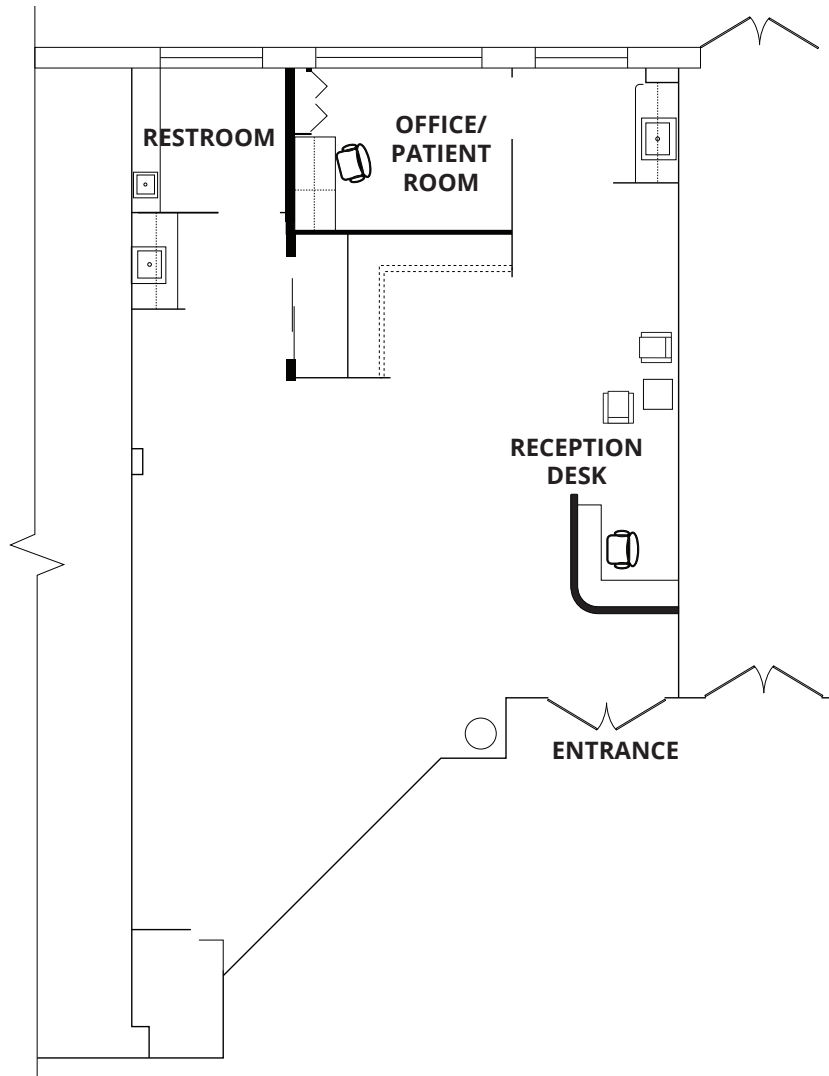 RESTROOM
OFFICE/
PATIENT
ROOM
RECEPTION
DESK
ENTRANCE